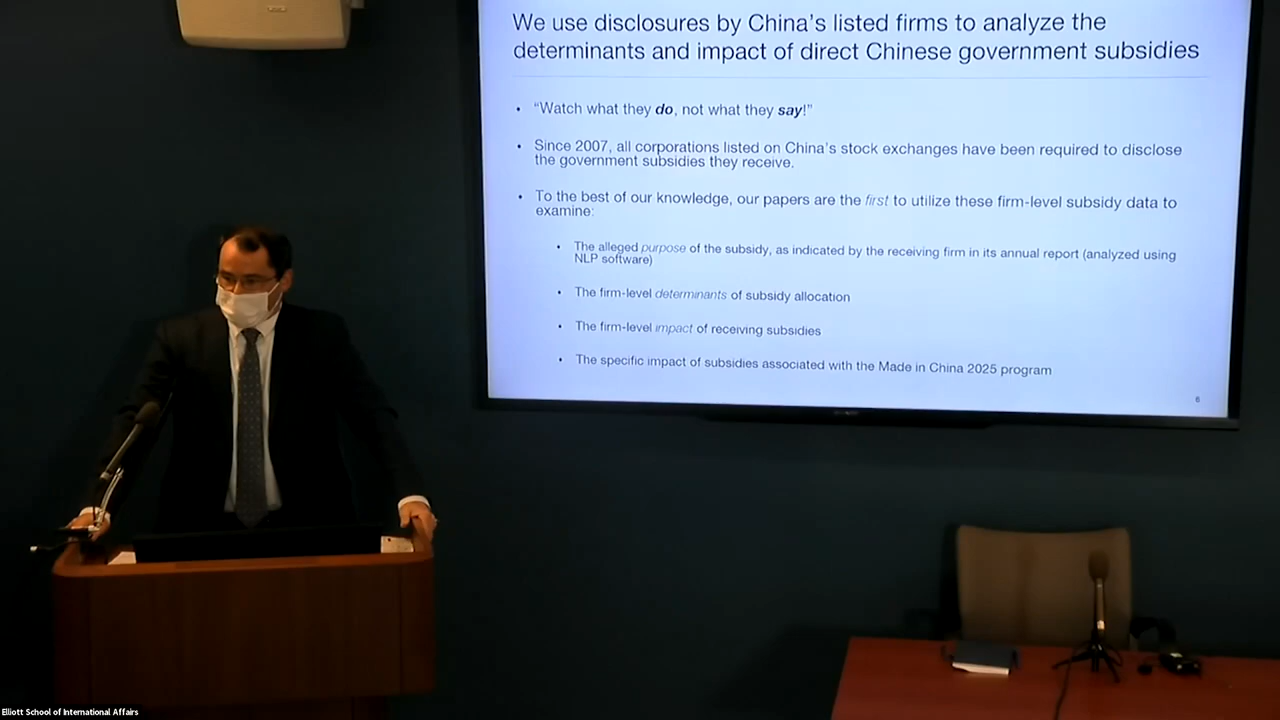 We use disclosures by China's listed firms to analyze the
determinants and impact of direct Chinese government subsidies
• "Watch what they do, not what they say!"
• Since 2007, all corporations listed on China's stock exchanges have been required to disclose
the government subsidies they receive.
• To the best of our knowledge, our papers are the first to utilize these firm-level subsidy data to
examine:
• The alleged purpose of the subsidy, as indicated by the receiving firm in its annual report (analyzed using
NLP software)
• The firm-level determinants of subsidy allocation
• The firm-level impact of receiving subsidies
• The specific impact of subsidies associated with the Made in China 2025 program
6
Elliott School of International Affairs